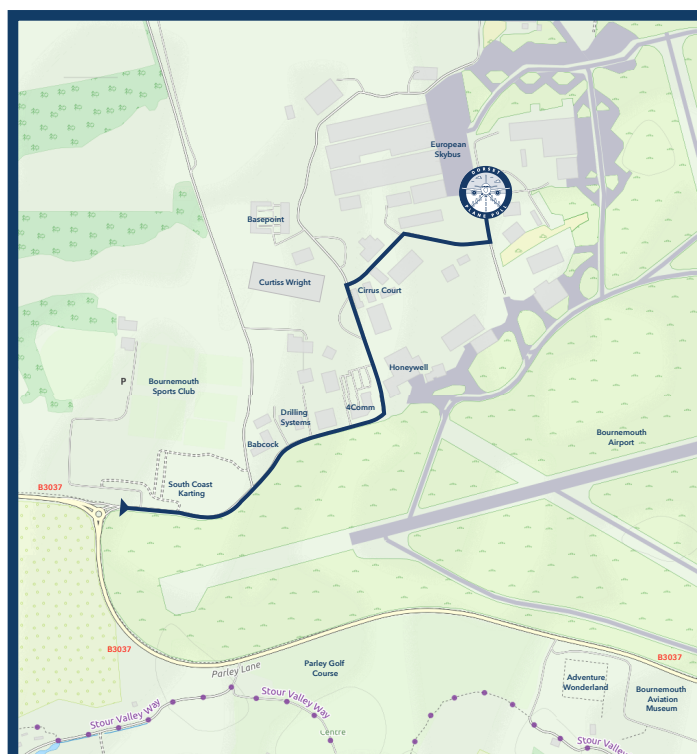 European
Skybus
DORSET
PLANE PULL
Basepoint
Curtiss Wright
Cirrus Court
Honeywell
P
Bournemouth
Sports Club
4Comm
Drilling
Systems
Babcock
Bournemouth
Airport
South Coast
Karting
B3037
B3037
B3037
Parley Lane
Parley Golf
Course
Adventure
Wonderland
Bournemouth
Aviation
Museum
Stour Valley Way
Stour Valley Way
Centre
Stour Valley